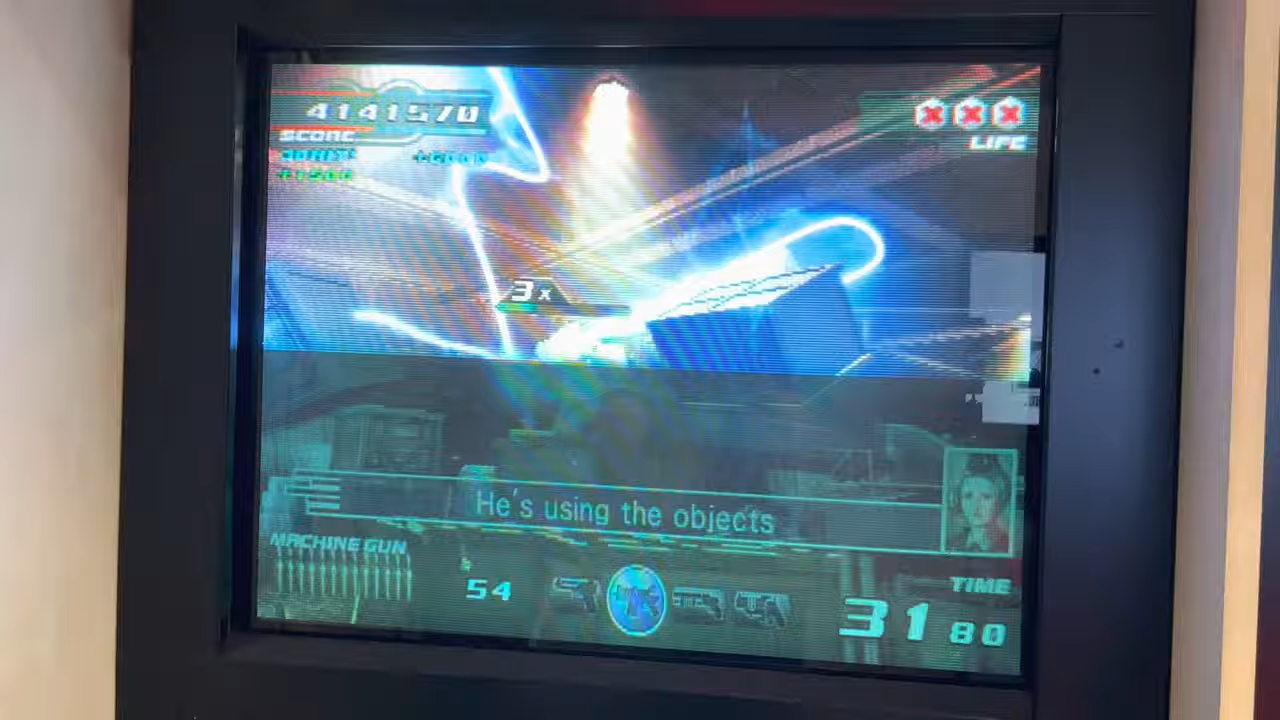 4141570
SCORE
LIFE
3x
He's using the objects
MACHINE GUN
54
TIME
31 80